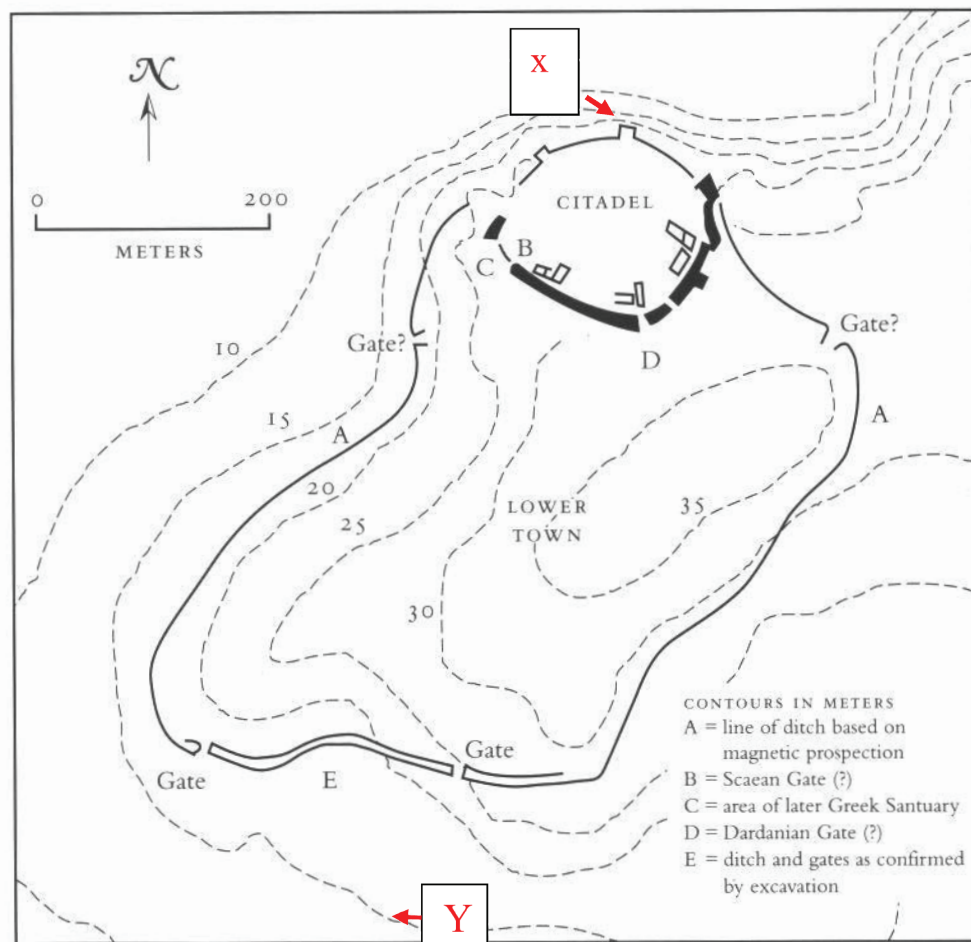 N
X
0 200
METERS
CITADEL
B
C
Gate?
Gate?
D
10
15
A
A
20
25
LOWER
TOWN
35
30
CONTOURS IN METERS
A = line of ditch based on
magnetic prospection
B = Scaean Gate (?)
C = area of later Greek Santuary
D = Dardanian Gate (?)
E = ditch and gates as confirmed
by excavation
Gate
Gate
E
Y